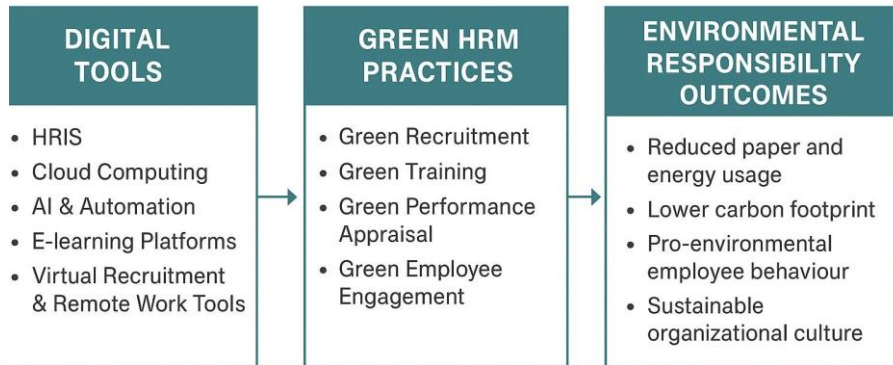 DIGITAL
TOOLS
• HRIS
• Cloud Computing
• AI & Automation
• E-learning Platforms
• Virtual Recruitment
& Remote Work Tools
GREEN HRM
PRACTICES
• Green Recruitment
• Green Training
• Green Performance
Appraisal
• Green Employee
Engagement
ENVIRONMENTAL
RESPONSIBILITY
OUTCOMES
• Reduced paper and
energy usage
• Lower carbon footprint
• Pro-environmental
employee behaviour
• Sustainable
organizational culture